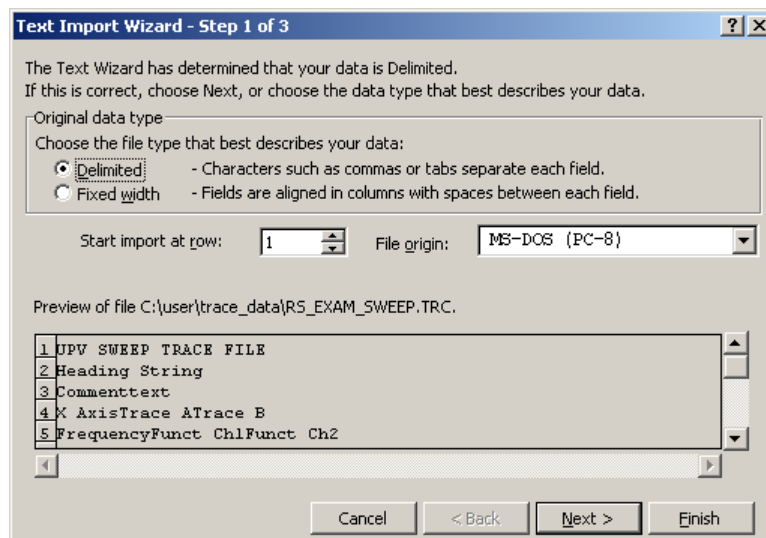 Text Import Wizard - Step 1 of 3
The Text Wizard has determined that your data is Delimited.
If this is correct, choose Next, or choose the data type that best describes your data.
Original data type
Choose the file type that best describes your data:
Delimited - Characters such as commas or tabs separate each field.
Fixed width - Fields are aligned in columns with spaces between each field.
Start import at row: 1 File origin: MS-DOS (PC-8)
Preview of file C:\user\trace_data\RS_EXAM_SWEEP.TRC.
1 UPV SWEEP TRACE FILE
2 Heading String
3 Commenttext
4 X AxisTrace ATrace B
5 FrequencyFunct Ch1Funct Ch2
Cancel < Back Next > Finish